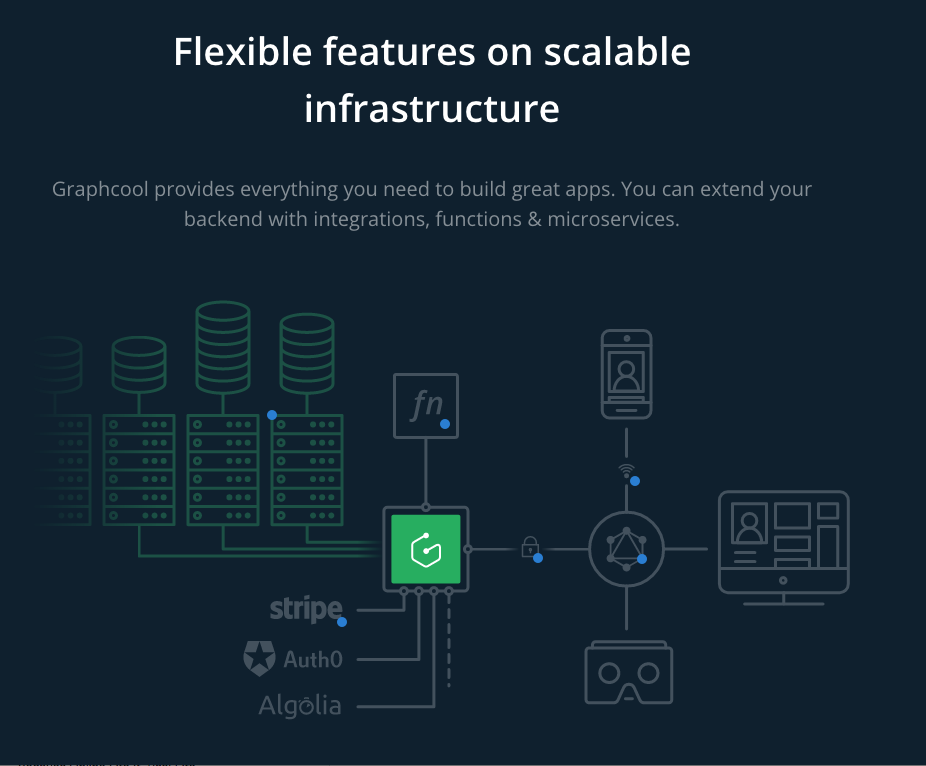 Flexible features on scalable
infrastructure
Graphcool provides everything you need to build great apps. You can extend your
backend with integrations, functions & microservices.
fn
stripe
Auth0
Algolia